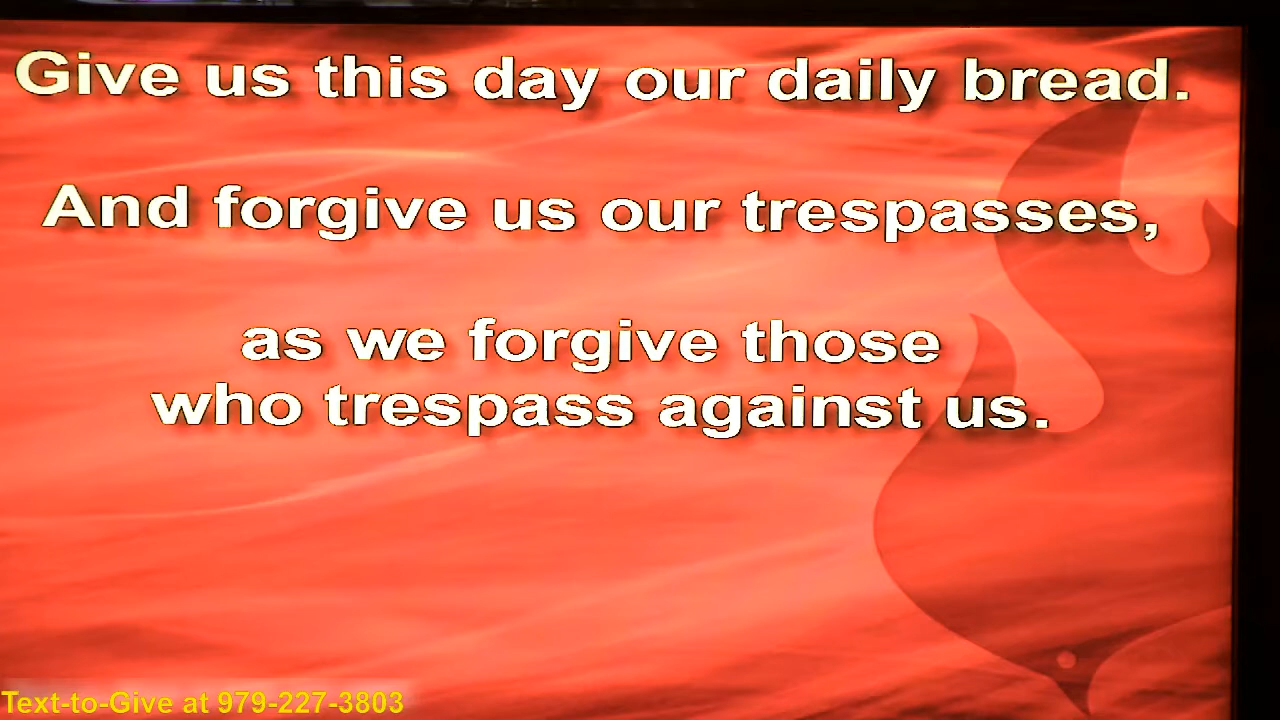 Give us this day our daily bread.
And forgive us our trespasses,
as we forgive those
who trespass against us.
Text-to-Give at 979-227-3803